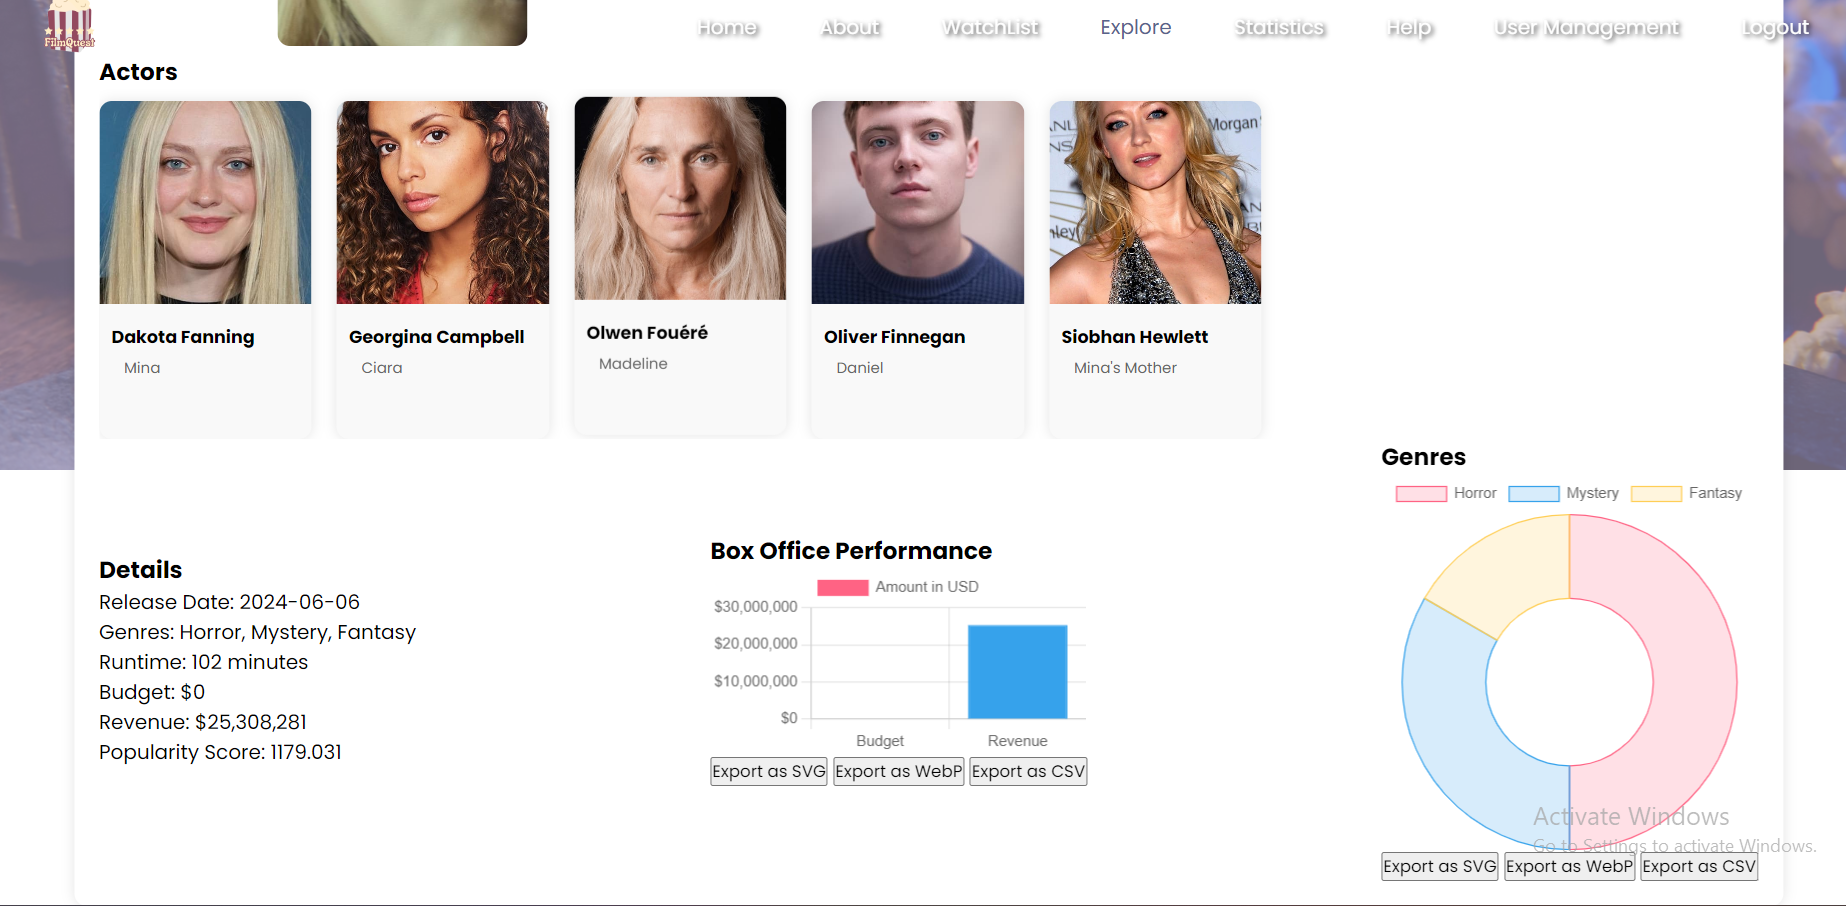 FilmQuest
Home About WatchList Explore Statistics Help User Management Logout
Actors
Dakota Fanning
Mina
Georgina Campbell
Ciara
Olwen Fouéré
Madeline
Oliver Finnegan
Daniel
Morgan
Siobhan Hewlett
Mina's Mother
Details
Release Date: 2024-06-06
Genres: Horror, Mystery, Fantasy
Runtime: 102 minutes
Budget: $0
Revenue: $25,308,281
Popularity Score: 1179.031
Box Office Performance
Amount in USD
$30,000,000
$20,000,000
$10,000,000
$0
Budget Revenue
Export as SVG Export as WebP Export as CSV
Genres
Horror Mystery Fantasy
Activate Windows
Go to Settings to activate Windows.
Export as SVG Export as WebP Export as CSV